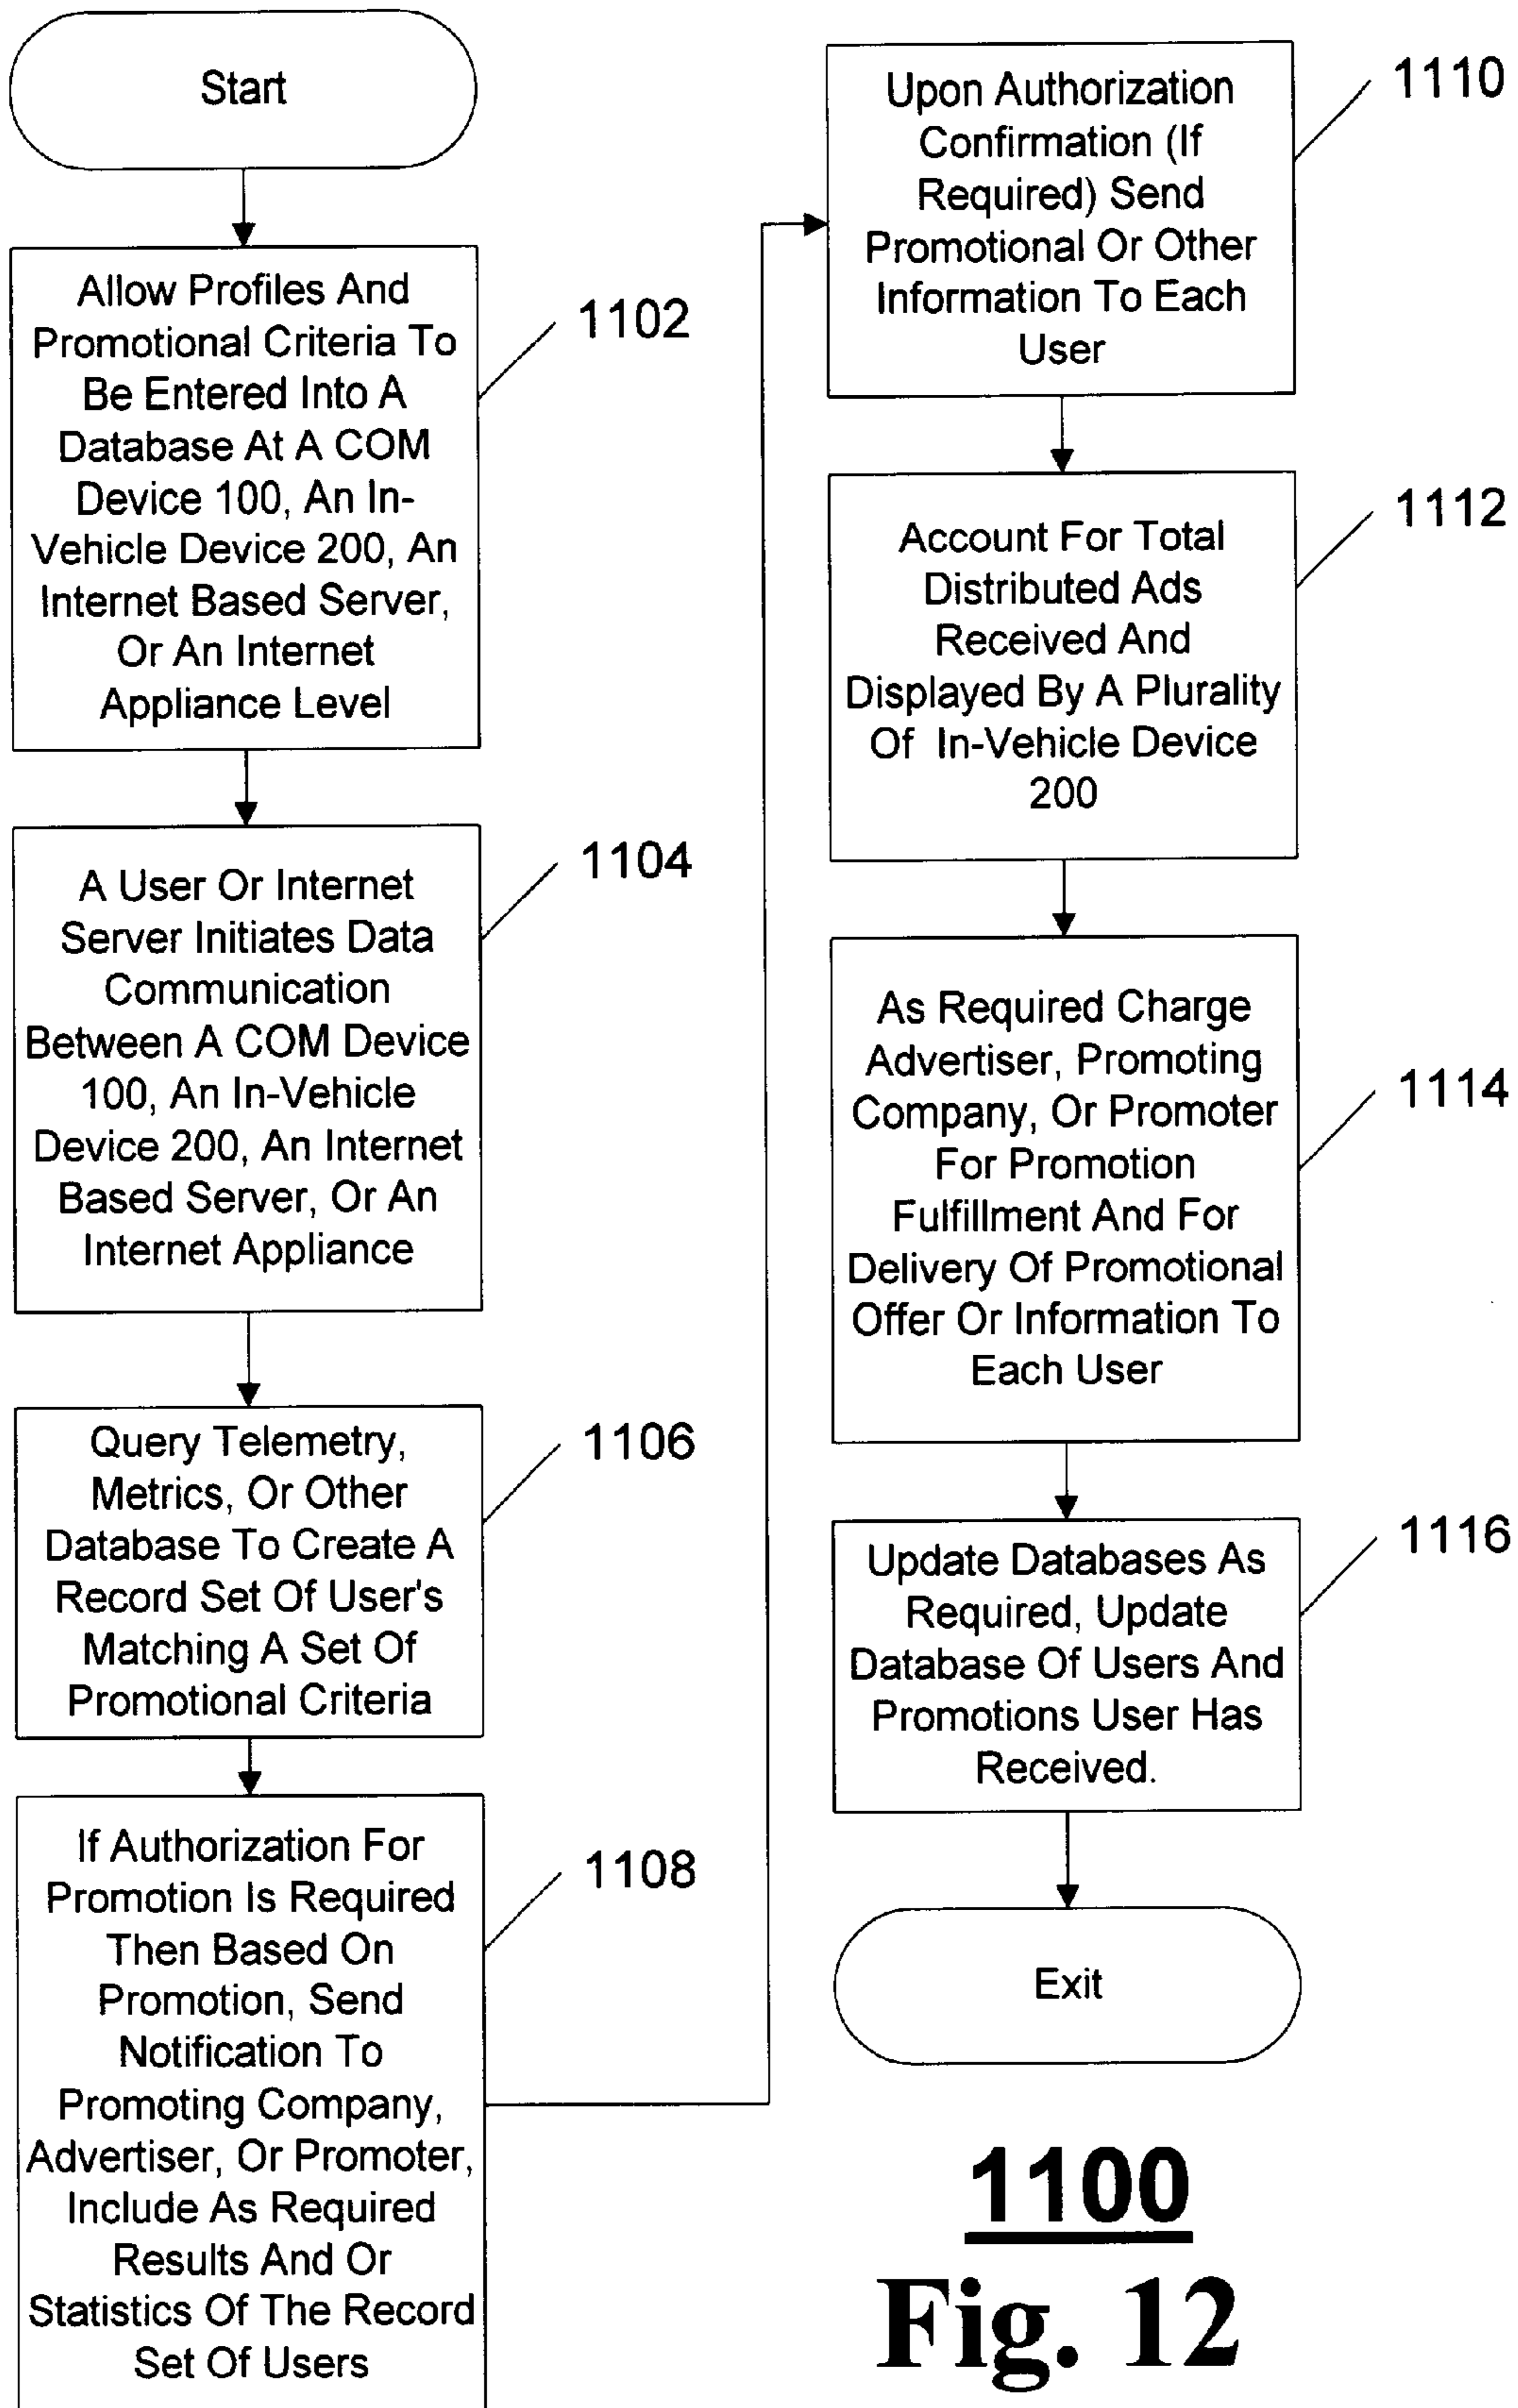 Start
Allow Profiles And
Promotional Criteria To
Be Entered Into A
Database At A COM
Device 100, An In-
Vehicle Device 200, An
Internet Based Server,
Or An Internet
Appliance Level
1102
A User Or Internet
Server Initiates Data
Communication
Between A COM Device
100, An In-Vehicle
Device 200, An Internet
Based Server, Or An
Internet Appliance
1104
Query Telemetry,
Metrics, Or Other
Database To Create A
Record Set Of User's
Matching A Set Of
Promotional Criteria
1106
If Authorization For
Promotion Is Required
Then Based On
Promotion, Send
Notification To
Promoting Company,
Advertiser, Or Promoter,
Include As Required
Results And Or
Statistics Of The Record
Set Of Users
1108
Upon Authorization
Confirmation (If
Required) Send
Promotional Or Other
Information To Each
User
1110
Account For Total
Distributed Ads
Received And
Displayed By A Plurality
Of In-Vehicle Device
200
1112
As Required Charge
Advertiser, Promoting
Company, Or Promoter
For Promotion
Fulfillment And For
Delivery Of Promotional
Offer Or Information To
Each User
1114
Update Databases As
Required, Update
Database Of Users And
Promotions User Has
Received.
1116
Exit
1100
Fig. 12